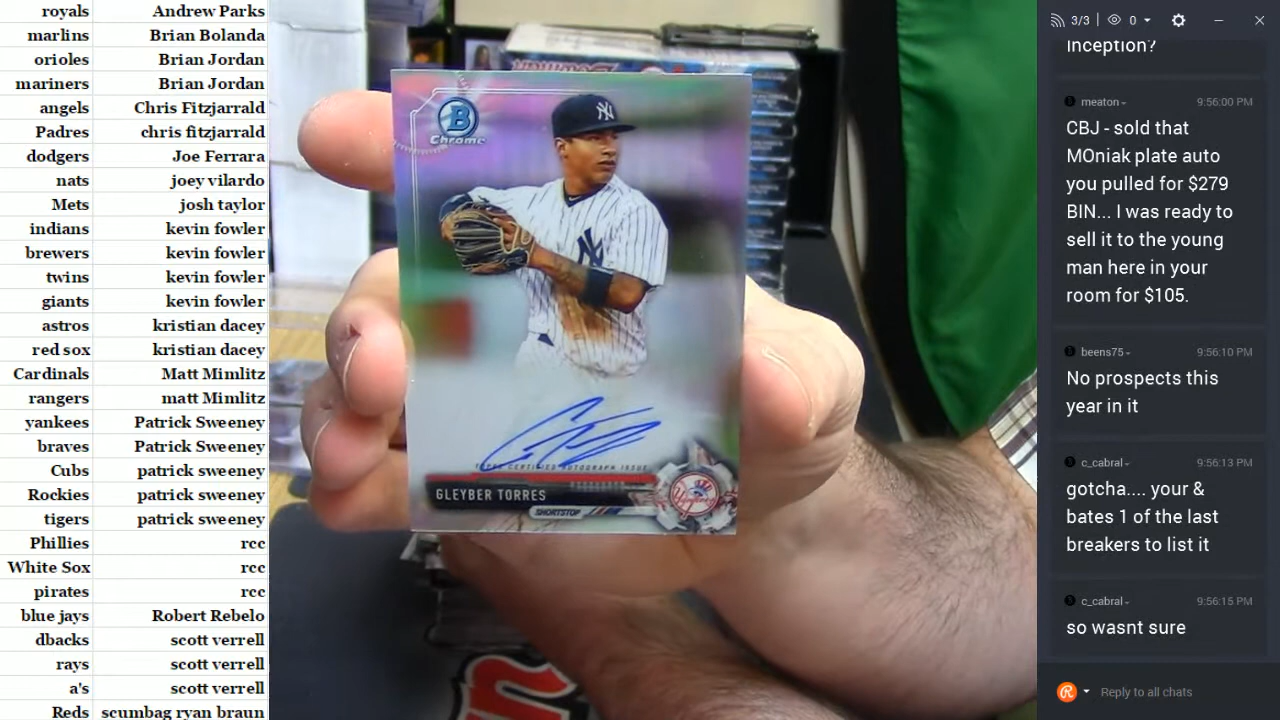 royals Andrew Parks
marlins Brian Bolanda
orioles Brian Jordan
mariners Brian Jordan
angels Chris Fitzjarrald
Padres chris fitzjarrald
dodgers Joe Ferrara
nats joey vilardo
Mets josh taylor
indians kevin fowler
brewers kevin fowler
twins kevin fowler
giants kevin fowler
astros kristian dacey
red sox kristian dacey
Cardinals Matt Mimlitz
rangers matt Mimlitz
yankees Patrick Sweeney
braves Patrick Sweeney
Cubs patrick sweeney
Rockies patrick sweeney
tigers patrick sweeney
Phillies rcc
White Sox rcc
pirates rcc
blue jays Robert Rebelo
dbacks scott verrell
rays scott verrell
a's scott verrell
Reds scumbag ryan braun
Bowman
B
Chrome
NY
NY
TOPPS CERTIFIED AUTOGRAPH ISSUE
GLEYBER TORRES
SHORTSTOP
Yankees
3/3 0
inception?
meaton 9:56:00 PM
CBJ - sold that
MOniak plate auto
you pulled for $279
BIN... I was ready to
sell it to the young
man here in your
room for $105.
beens75 9:56:10 PM
No prospects this
year in it
c_cabral 9:56:13 PM
gotcha.... your &
bates 1 of the last
breakers to list it
c_cabral 9:56:15 PM
so wasnt sure
Reply to all chats